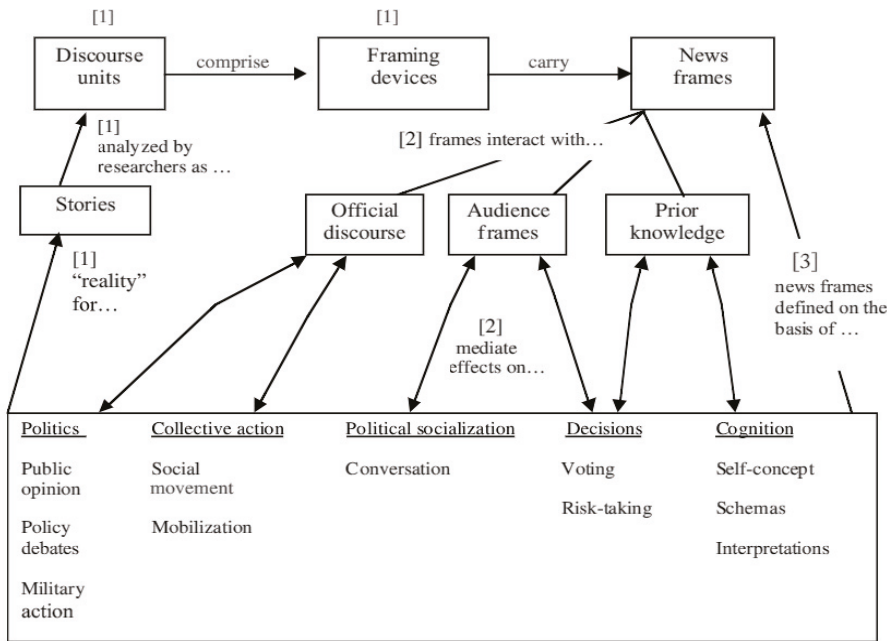 [1]
[1]
Discourse
units
comprise
Framing
devices
carry
News
frames
[1]
analyzed by
researchers as …
[2] frames interact with…
Stories
Official
discourse
Audience
frames
Prior
knowledge
[1]
“reality”
for…
[2]
mediate
effects on…
[3]
news frames
defined on the
basis of …
Politics
Public
opinion
Policy
debates
Military
action
Collective action
Social
movement
Mobilization
Political socialization
Conversation
Decisions
Voting
Risk-taking
Cognition
Self-concept
Schemas
Interpretations